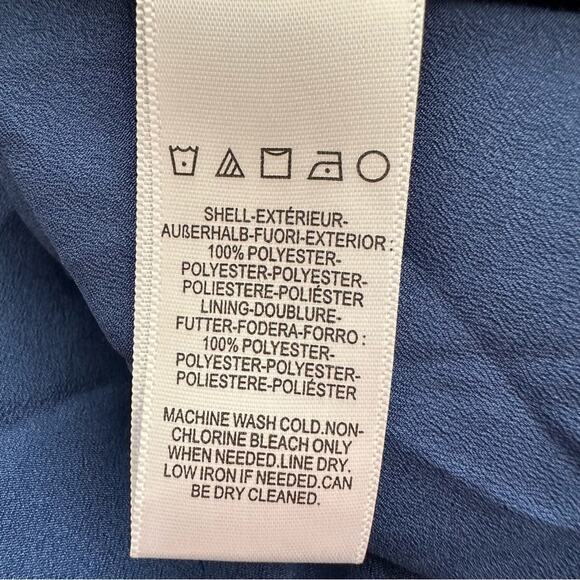 SHELL-EXTÉRIEUR-
AUßERHALB-FUORI-EXTERIOR :
100% POLYESTER-
POLYESTER-POLYESTER-
POLIESTERE-POLIÉSTER
LINING-DOUBLURE-
FUTTER-FODERA-FORRO :
100% POLYESTER-
POLYESTER-POLYESTER-
POLIESTERE-POLIÉSTER
MACHINE WASH COLD.NON-
CHLORINE BLEACH ONLY
WHEN NEEDED.LINE DRY.
LOW IRON IF NEEDED.CAN
BE DRY CLEANED.